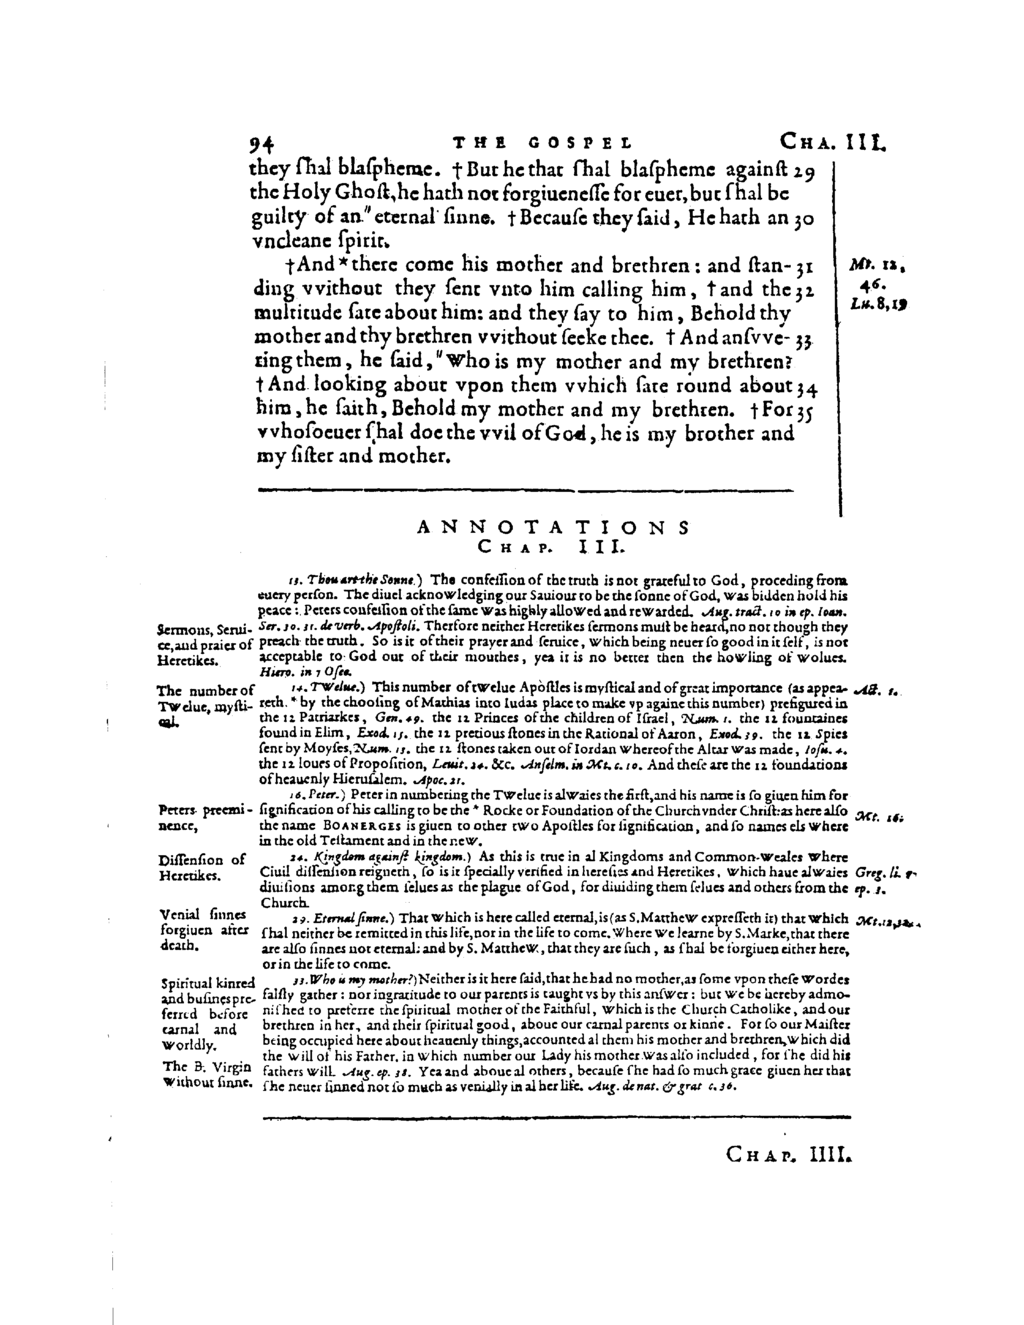 94 THE GOSPEL CHA. III.
they ſhal blaſpheme. † But he that ſhal blaſpheme againſt 29
the Holy Ghoſt, he hath not forgiueneſſe for euer, but ſhal be
guilty of an " eternal ſinne. † Becauſe they ſaid, He hath an 30
vncleane ſpirit.
† And * there come his mother and brethren : and ſtan- 31
ding vvithout they ſent vnto him calling him, † and the 32
multitude ſate about him: and they ſay to him, Behold thy
mother and thy brethren vvithout ſeeke thee. † And anſvve- 33
ring them, he ſaid, " Who is my mother and my brethren?
† And looking about vpon them vvhich ſate round about 34
him, he ſaith, Behold my mother and my brethren. † For 35
vvhoſoeuer ſhal doe the vvil of God, he is my brother and
my ſiſter and mother.
Mt. 12,
46.
Lu. 8, 19
ANNOTATIONS
CHAP. III.
11. Thou art the Sonne.) The confeſſion of the truth is not grateful to God, proceding from
euery perſon. The diuel acknowledging our Sauiour to be the ſonne of God, was bidden hold his
peace : Peters confeſſion of the ſame was highly allowed and rewarded. Aug. tract. 10 in ep. Ioan.
Ser. 30. 31. de verb. Apoſtoli. Therfore neither Heretikes ſermons muſt be heard, no not though they
preach the truth. So is it of their prayer and ſeruice, which being neuer ſo good in it ſelf, is not
acceptable to God out of their mouthes, yea it is no better then the howling of wolues.
Hiero. in 7 Oſee.
Sermons, Serui-
ce, and praier of
Heretikes.
14. Twelue.) This number of twelue Apoſtles is myſtical and of great importance (as appea-
reth * by the chooſing of Mathias into Iudas place to make vp againe this number) prefigured in
the 12 Patriarkes, Gen. 49. the 12 Princes of the children of Iſrael, Num. 1. the 12 fountaines
found in Elim, Exod. 15. the 12 pretious ſtones in the Rational of Aaron, Exod. 39. the 12 Spies
ſent by Moyſes, Num. 13. the 12 ſtones taken out of Iordan whereof the Altar was made, Ioſu. 4.
the 12 loues of Propoſition, Leuit. 24. &c. Anſelm. in Mt. c. 10. And theſe are the 12 foundations
of heauenly Hieruſalem. Apoc. 21.
The number of
Twelue, myſti-
cal.
Act. 1.
16. Peter.) Peter in numbering the Twelue is alwaies the firſt, and his name is ſo giuen him for
ſignification of his calling to be the * Rocke or Foundation of the Church vnder Chriſt: as here alſo
the name BOANERGES is giuen to other two Apoſtles for ſignification, and ſo names els where
in the old Teſtament and in the new.
Peters preemi-
nence,
Mt. 16.
24. Kingdom againſt kingdom.) As this is true in al Kingdoms and Common-weales where
Ciuil diſſenſion reigneth, ſo is it ſpecially verified in hereſies and Heretikes, which haue alwaies
diuiſions among them ſelues as the plague of God, for diuiding them ſelues and others from the
Church.
Diſſenſion of
Heretikes.
Greg. li. 5.
ep. 1.
29. Eternal ſinne.) That which is here called eternal, is (as S. Matthew expreſſeth it) that which
ſhal neither be remitted in this life, nor in the life to come. Where we learne by S. Marke, that there
are alſo ſinnes not eternal: and by S. Matthew, that they are ſuch, as ſhal be forgiuen either here,
or in the life to come.
Venial ſinnes
forgiuen after
death.
Mt. 12, 32.
33. Who is my mother?) Neither is it here ſaid, that he had no mother, as ſome vpon theſe wordes
falſly gather : nor ingratitude to our parents is taught vs by this anſwer : but we be hereby admo-
niſhed to preferre the ſpiritual mother of the Faithful, which is the Church Catholike, and our
brethren in her, and their ſpiritual good, aboue our carnal parents or kinne. For ſo our Maiſter
being occupied here about heauenly things, accounted al them his mother and brethren, which did
the will of his Father. in which number our Lady his mother was alſo included, for ſhe did his
fathers will. Aug. ep. 38. Yea and aboue al others, becauſe ſhe had ſo much grace giuen her that
ſhe neuer ſinned not ſo much as venially in al her life. Aug. de nat. & grat c. 36.
Spiritual kinred
and buſines pre-
ferred before
carnal and
worldly.
The B. Virgin
without ſinne.
CHAP. IIII.